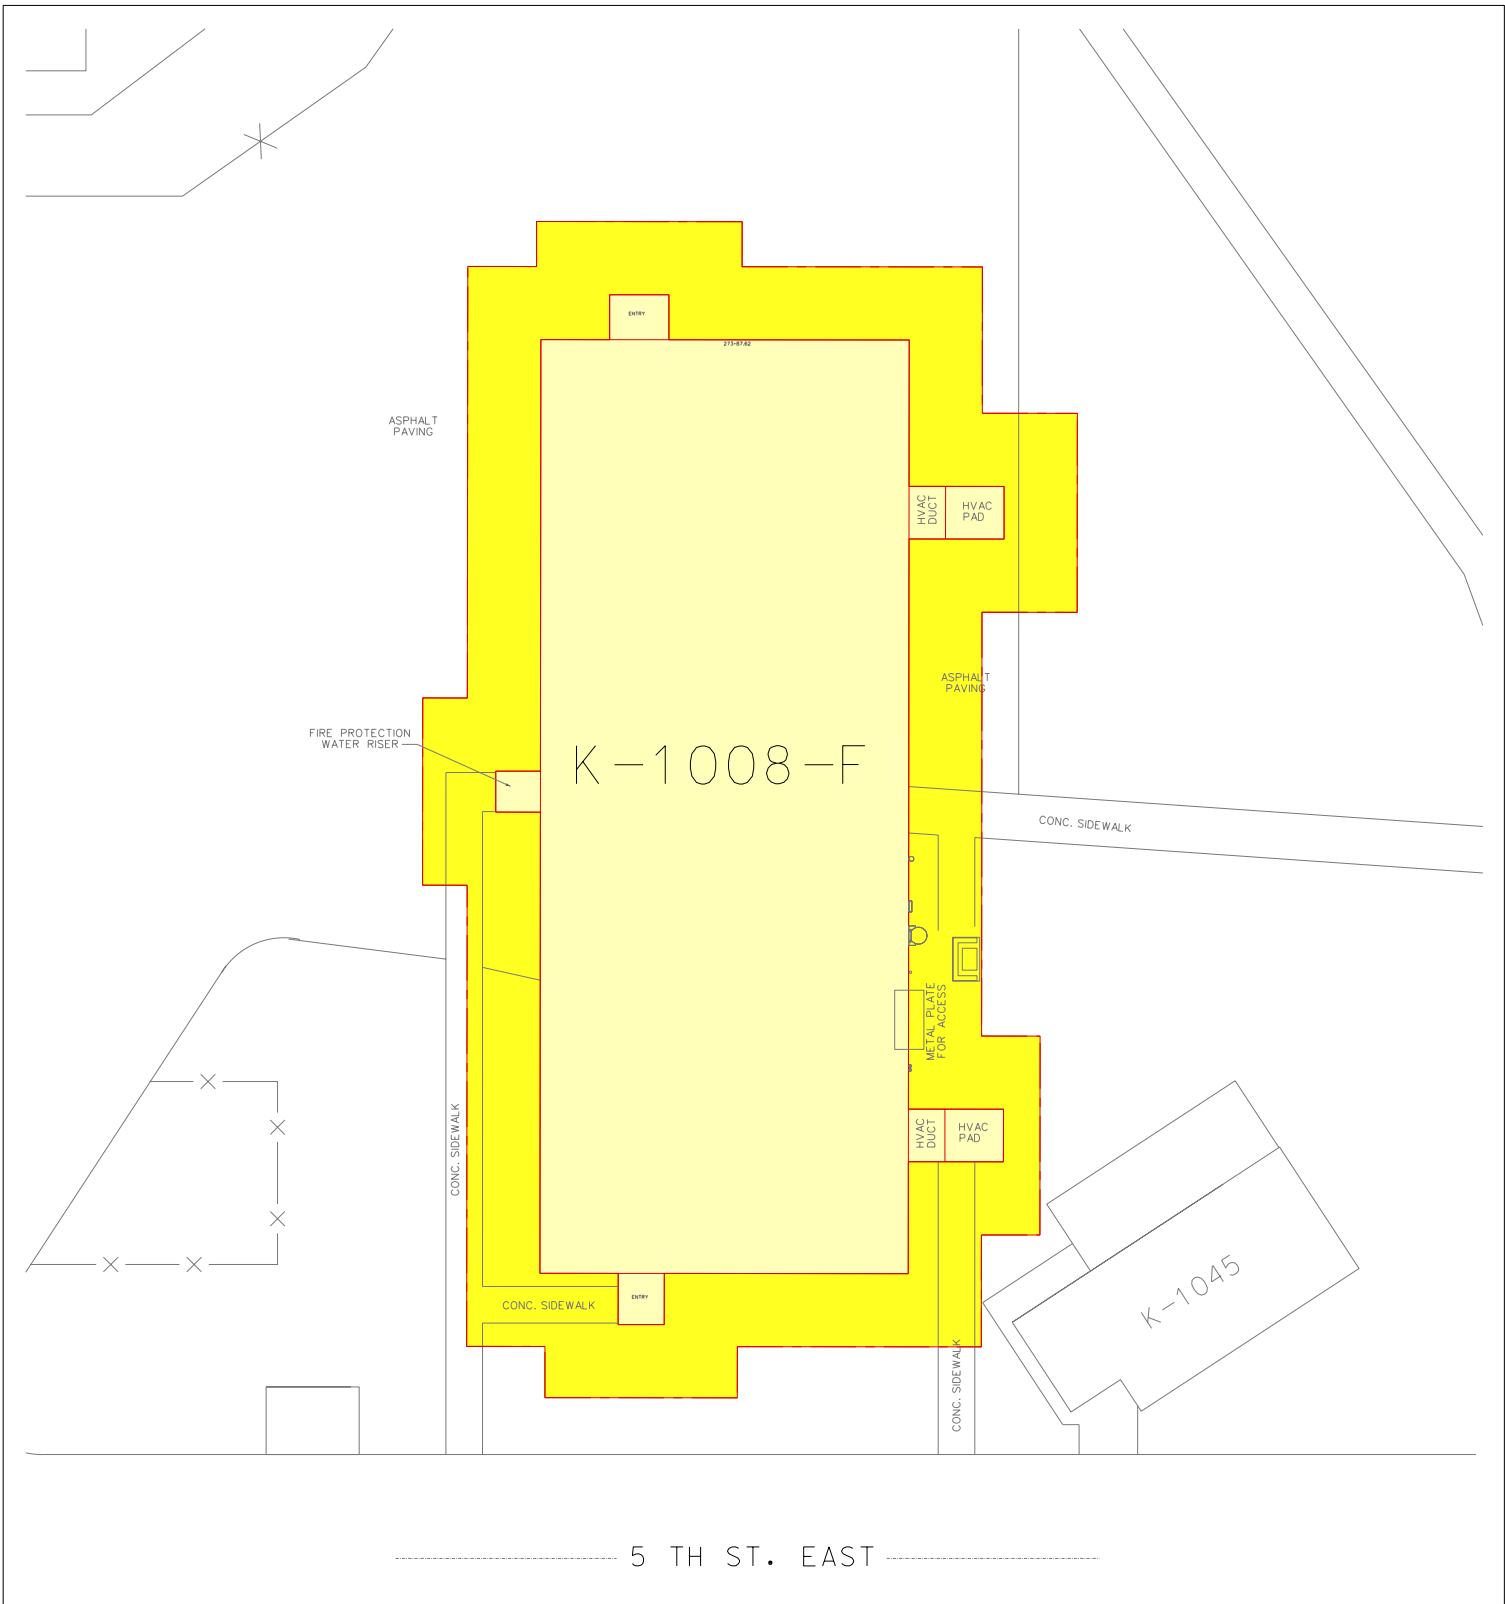 ENTRY
273-87.62
ASPHALT
PAVING
HVAC
DUCT
HVAC
PAD
ASPHALT
PAVING
FIRE PROTECTION
WATER RISER
K-1008-F
CONC. SIDEWALK
METAL PLATE
FOR ACCESS
CONC. SIDEWALK
HVAC
DUCT
HVAC
PAD
K-1045
ENTRY
CONC. SIDEWALK
CONC. SIDEWALK
5 TH ST. EAST